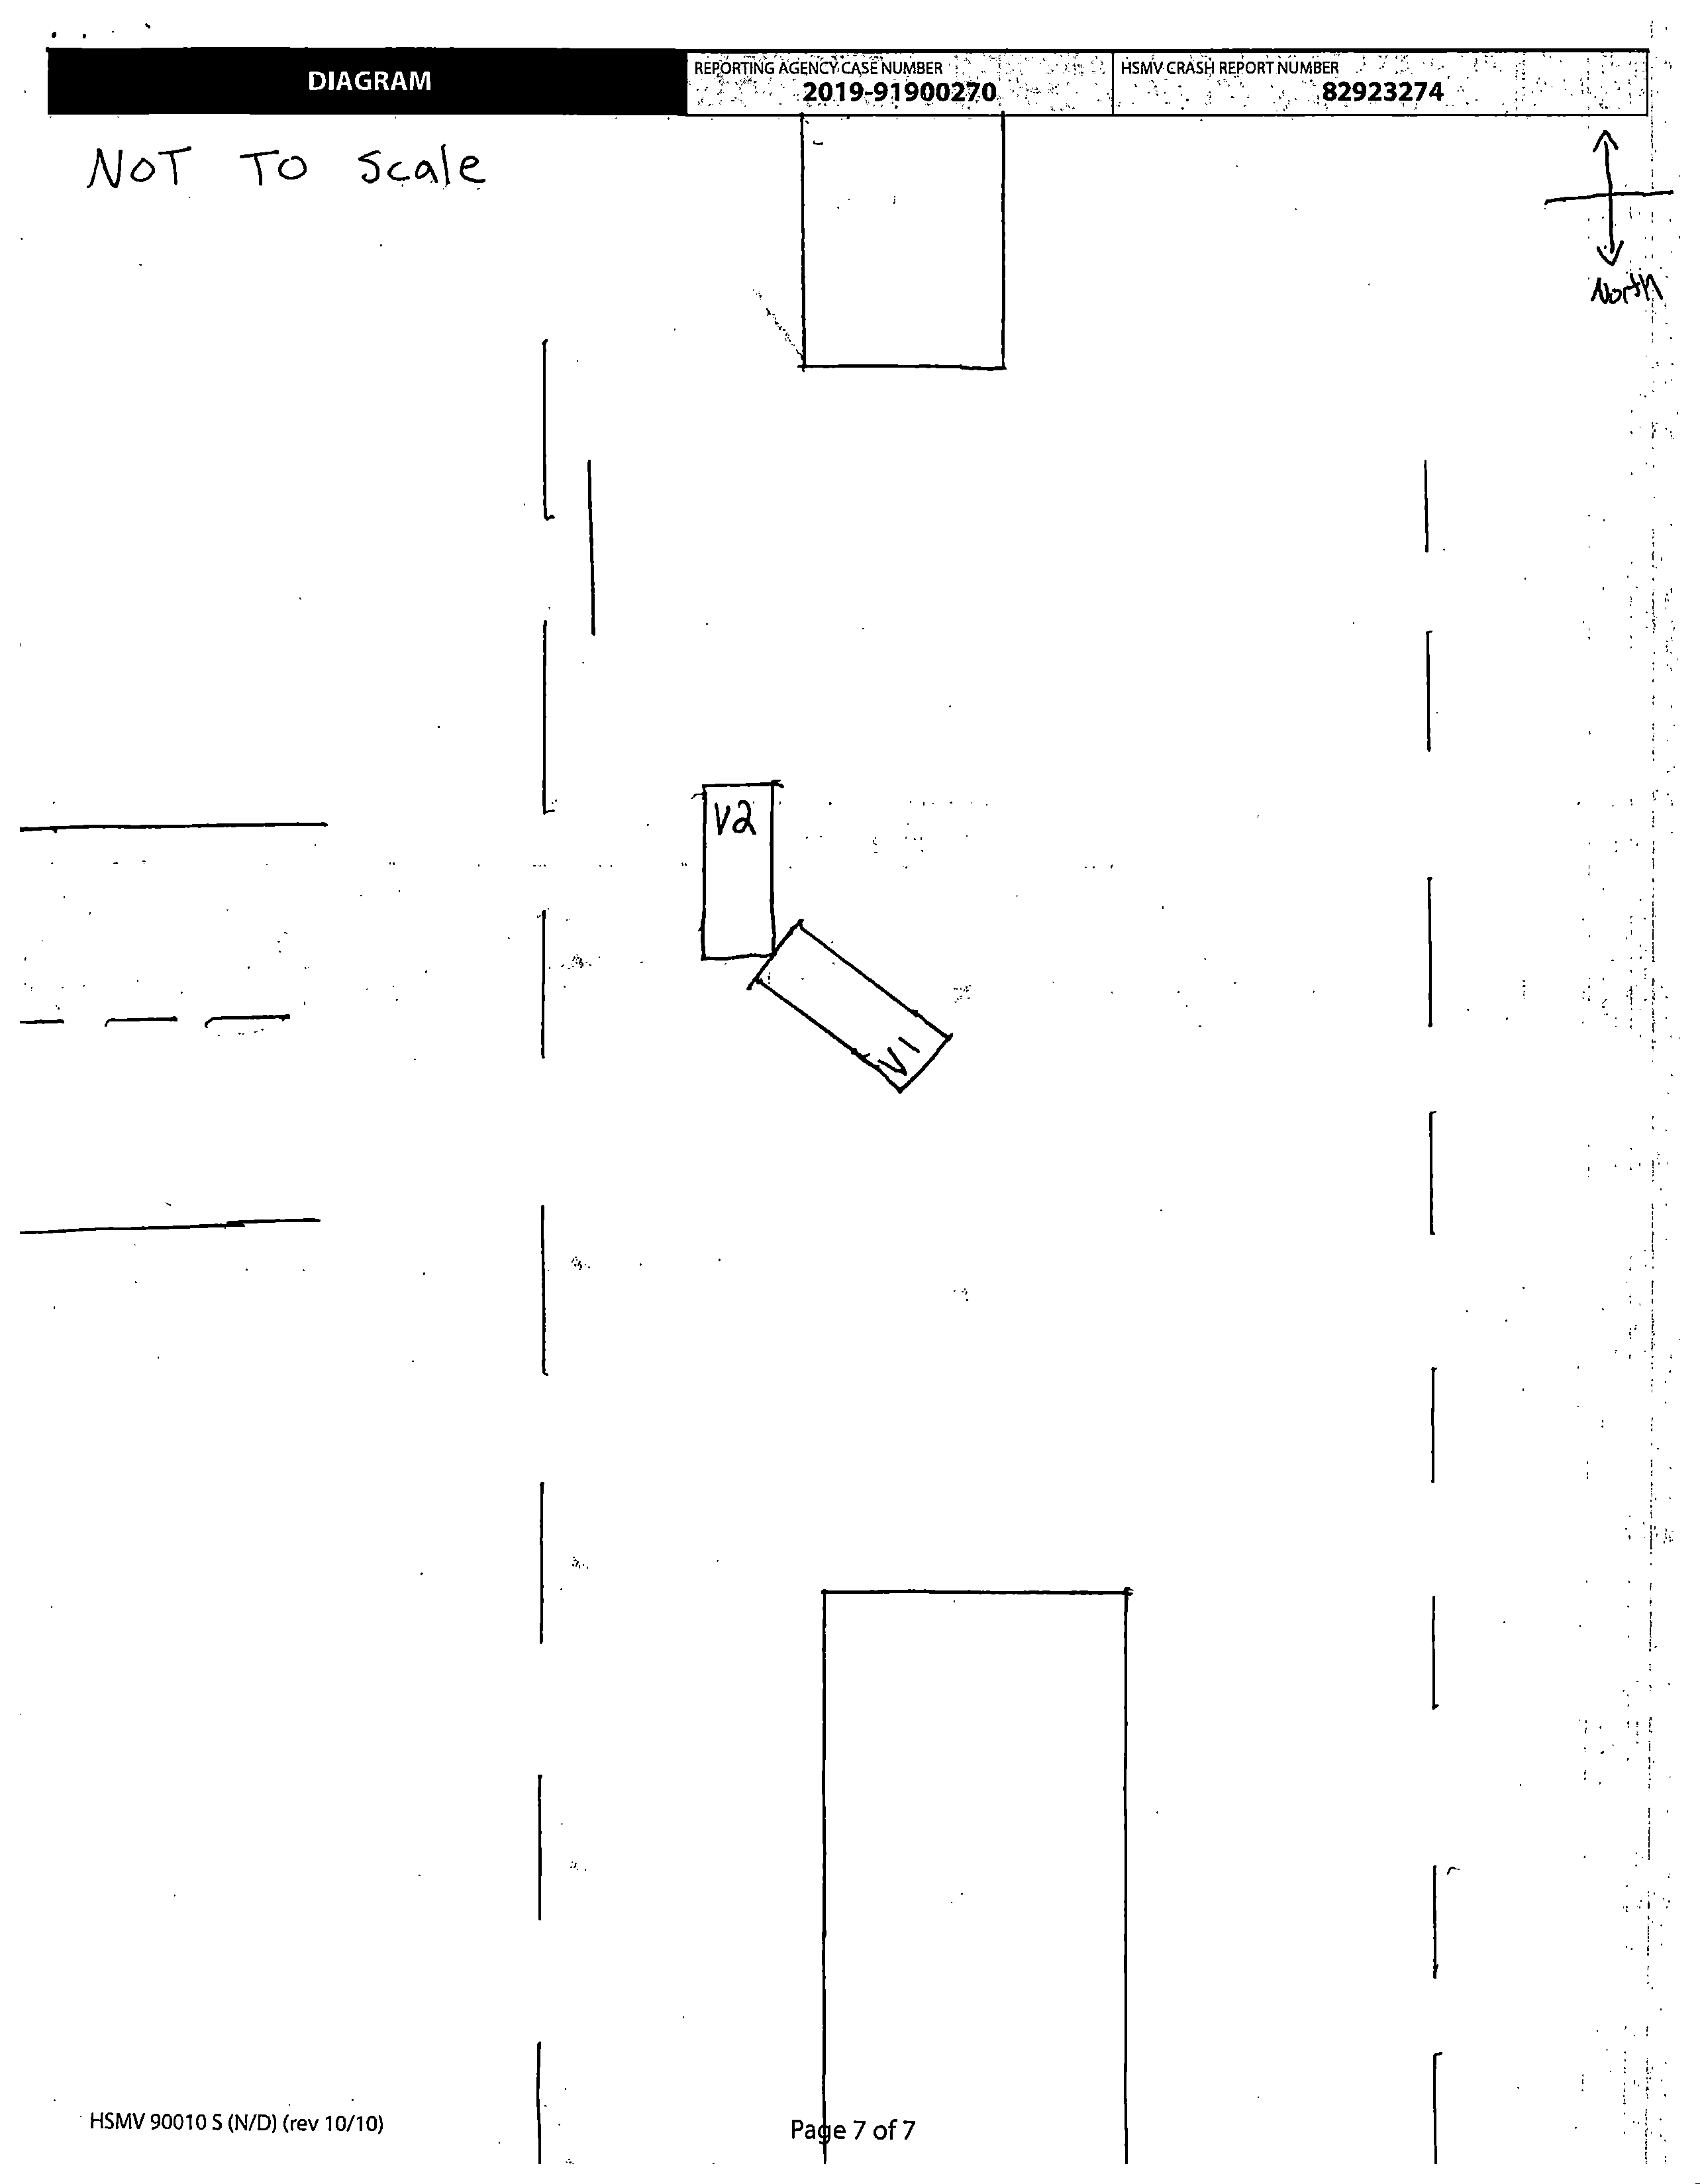 DIAGRAM
REPORTING AGENCY CASE NUMBER
2019-91900270
HSMV CRASH REPORT NUMBER
82923274
NOT TO Scale
North
V2
V1
HSMV 90010 S (N/D) (rev 10/10)
Page 7 of 7